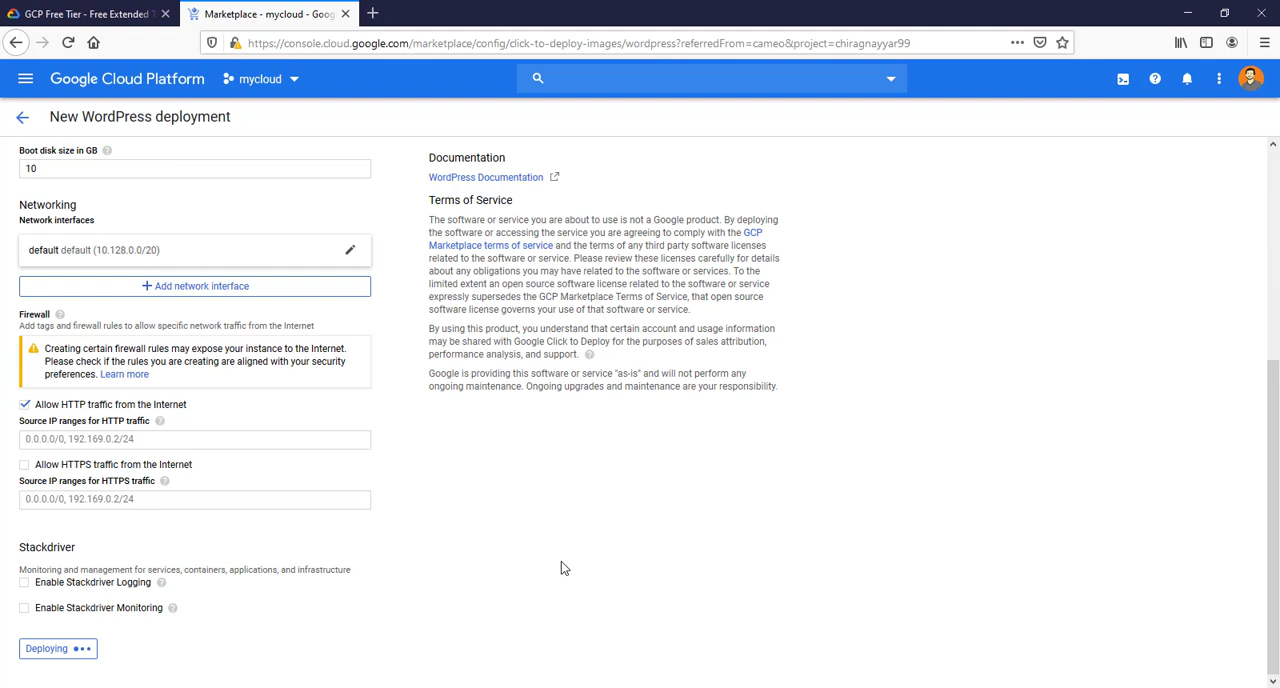 GCP Free Tier - Free Extended
Marketplace - mycloud - Goog
https://console.cloud.google.com/marketplace/config/click-to-deploy-images/wordpress?referredFrom=cameo&project=chiragnayyar99
Google Cloud Platform
mycloud
New WordPress deployment
Boot disk size in GB
10
Networking
Network interfaces
default default (10.128.0.0/20)
Add network interface
Firewall
Add tags and firewall rules to allow specific network traffic from the Internet
Creating certain firewall rules may expose your instance to the Internet.
Please check if the rules you are creating are aligned with your security
preferences. Learn more
Allow HTTP traffic from the Internet
Source IP ranges for HTTP traffic
0.0.0.0/0, 192.169.0.2/24
Allow HTTPS traffic from the Internet
Source IP ranges for HTTPS traffic
0.0.0.0/0, 192.169.0.2/24
Stackdriver
Monitoring and management for services, containers, applications, and infrastructure
Enable Stackdriver Logging
Enable Stackdriver Monitoring
Deploying
Documentation
WordPress Documentation
Terms of Service
The software or service you are about to use is not a Google product. By deploying
the software or accessing the service you are agreeing to comply with the GCP
Marketplace terms of service and the terms of any third party software licenses
related to the software or service. Please review these licenses carefully for details
about any obligations you may have related to the software or services. To the
limited extent an open source software license related to the software or service
expressly supersedes the GCP Marketplace Terms of Service, that open source
software license governs your use of that software or service.
By using this product, you understand that certain account and usage information
may be shared with Google Click to Deploy for the purposes of sales attribution,
performance analysis, and support.
Google is providing this software or service "as-is" and will not perform any
ongoing maintenance. Ongoing upgrades and maintenance are your responsibility.